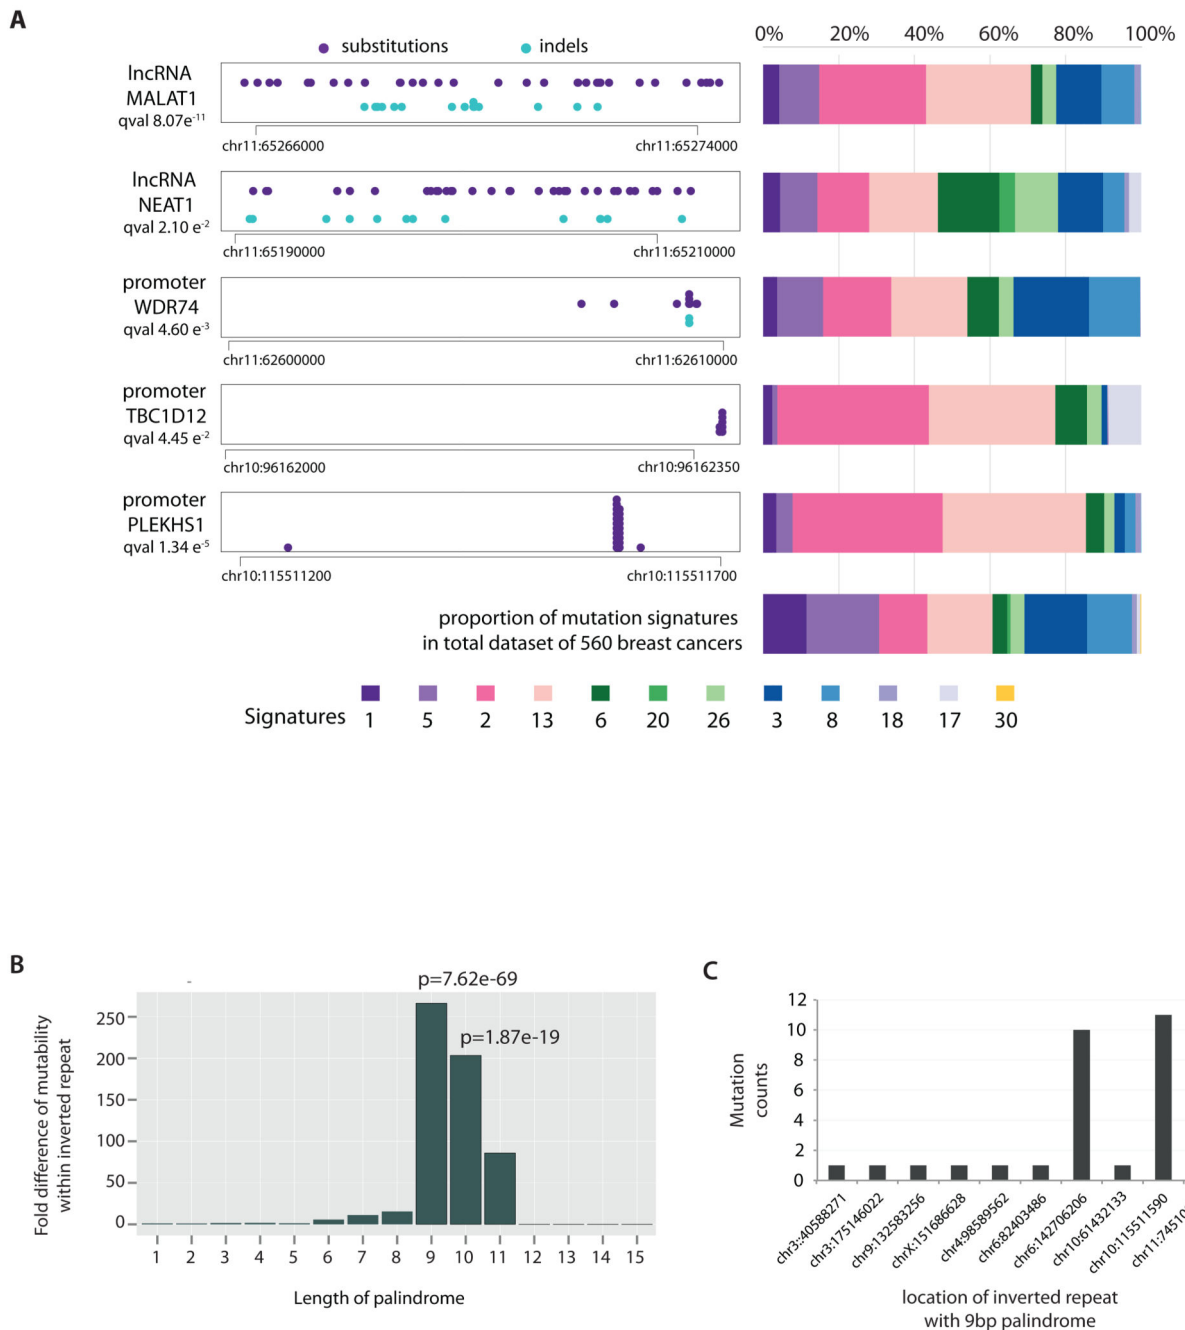 A
substitutions
indels
0%
20%
40%
60%
80%
100%
lncRNA
MALAT1
qval 8.07e-11
chr11:65266000
chr11:65274000
lncRNA
NEAT1
qval 2.10 e-2
chr11:65190000
chr11:65210000
promoter
WDR74
qval 4.60 e-3
chr11:62600000
chr11:62610000
promoter
TBC1D12
qval 4.45 e-2
chr10:96162000
chr10:96162350
promoter
PLEKHS1
qval 1.34 e-5
chr10:115511200
chr10:115511700
proportion of mutation signatures
in total dataset of 560 breast cancers
Signatures
1
5
2
13
6
20
26
3
8
18
17
30
B
p=7.62e-69
p=1.87e-19
Fold difference of mutability
within inverted repeat
250
200
150
100
50
0
1 2 3 4 5 6 7 8 9 10 11 12 13 14 15
Length of palindrome
C
Mutation
counts
12
10
8
6
4
2
0
chr3:40588271
chr3:175146022
chr9:132583256
chrX:151686628
chr4:98589562
chr6:82403486
chr6:142706206
chr10:61432133
chr10:115511590
chr11:74510
location of inverted repeat
with 9bp palindrome